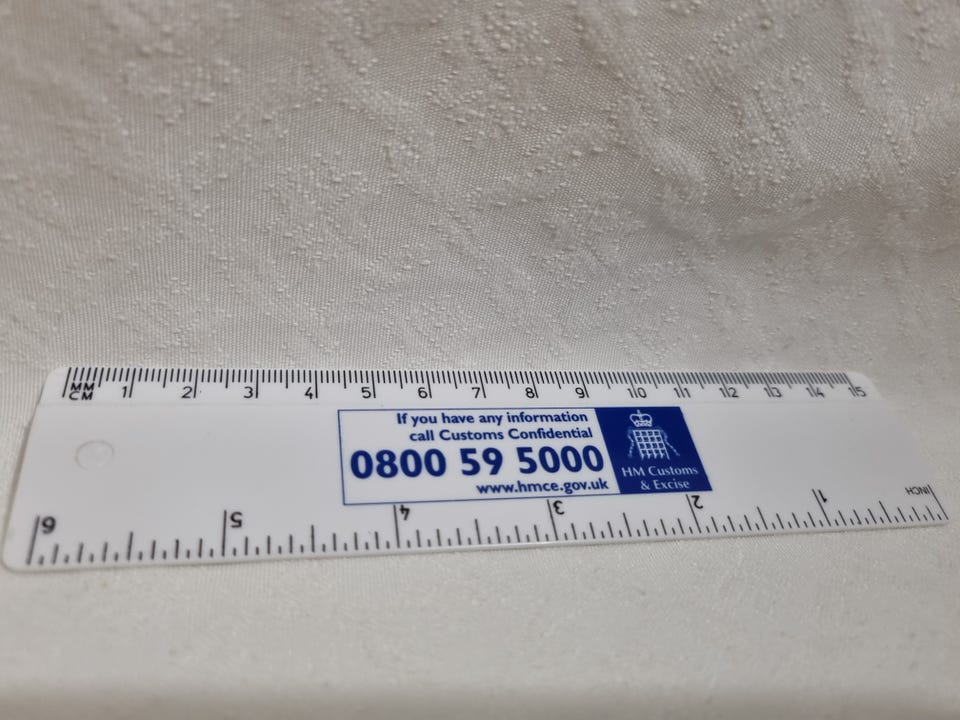 MM
CM
1 2 3 4 5 6 7 8 9 10 11 12 13 14 15
If you have any information
call Customs Confidential
0800 59 5000
www.hmce.gov.uk
HM Customs
& Excise
6 5 4 3 2 1 INCH